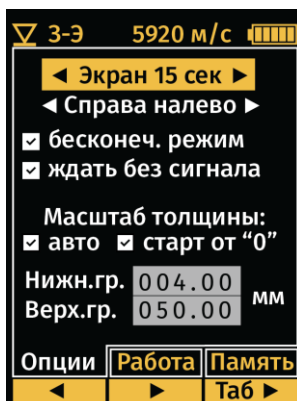 З-Э 5920 м/с
◄ Экран 15 сек ►
◄ Справа налево ►
бесконеч. режим
ждать без сигнала
Масштаб толщины:
авто старт от “0”
Нижн.гр. 004.00
мм
Верх.гр. 050.00
Опции Работа Память
◄ ► Таб ►